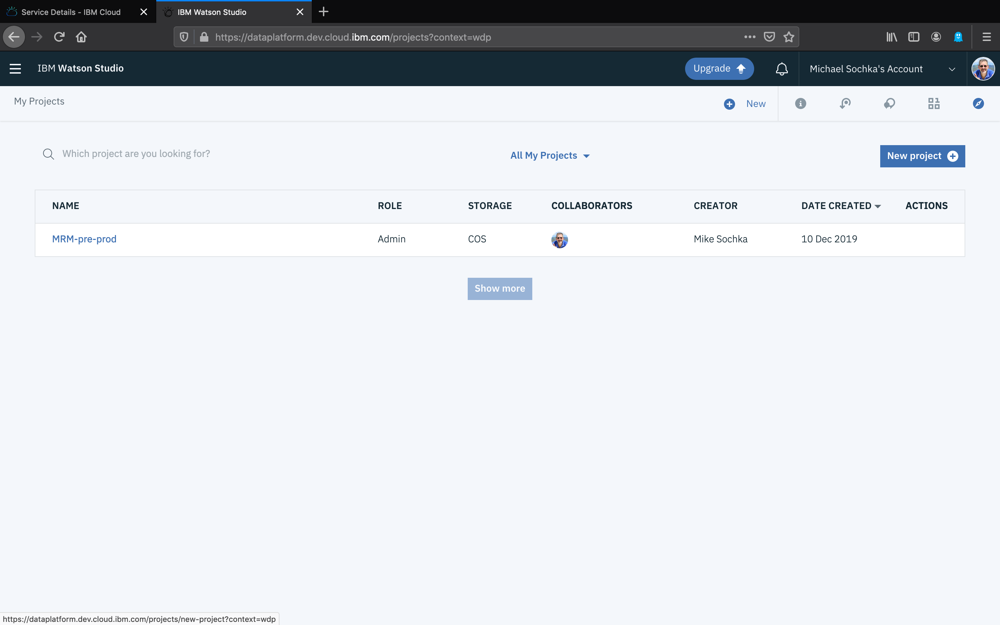 Service Details - IBM Cloud
IBM Watson Studio
https://dataplatform.dev.cloud.ibm.com/projects?context=wdp
IBM Watson Studio
Upgrade
Michael Sochka's Account
My Projects
New
Which project are you looking for?
All My Projects
New project
NAME ROLE STORAGE COLLABORATORS CREATOR DATE CREATED ACTIONS
MRM-pre-prod Admin COS Mike Sochka 10 Dec 2019
Show more
https://dataplatform.dev.cloud.ibm.com/projects/new-project?context=wdp